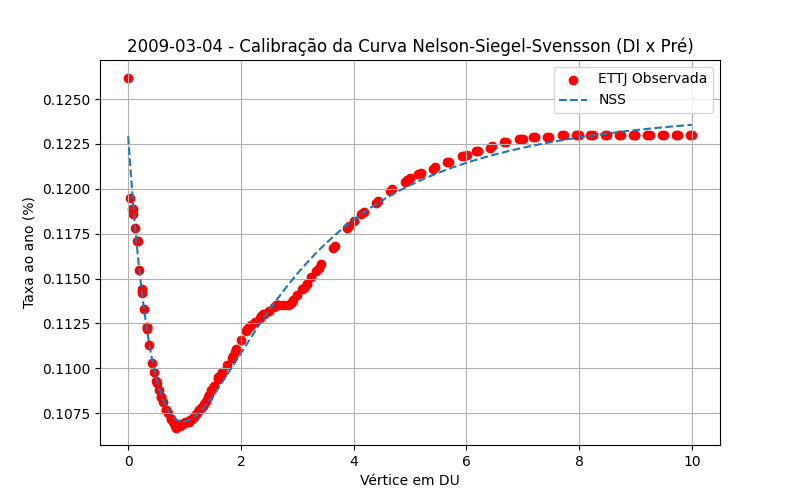 2009-03-04 - Calibração da Curva Nelson-Siegel-Svensson (DI x Pré)
ETTJ Observada
NSS
Taxa ao ano (%)
0.1250
0.1225
0.1200
0.1175
0.1150
0.1125
0.1100
0.1075
0 2 4 6 8 10
Vértice em DU